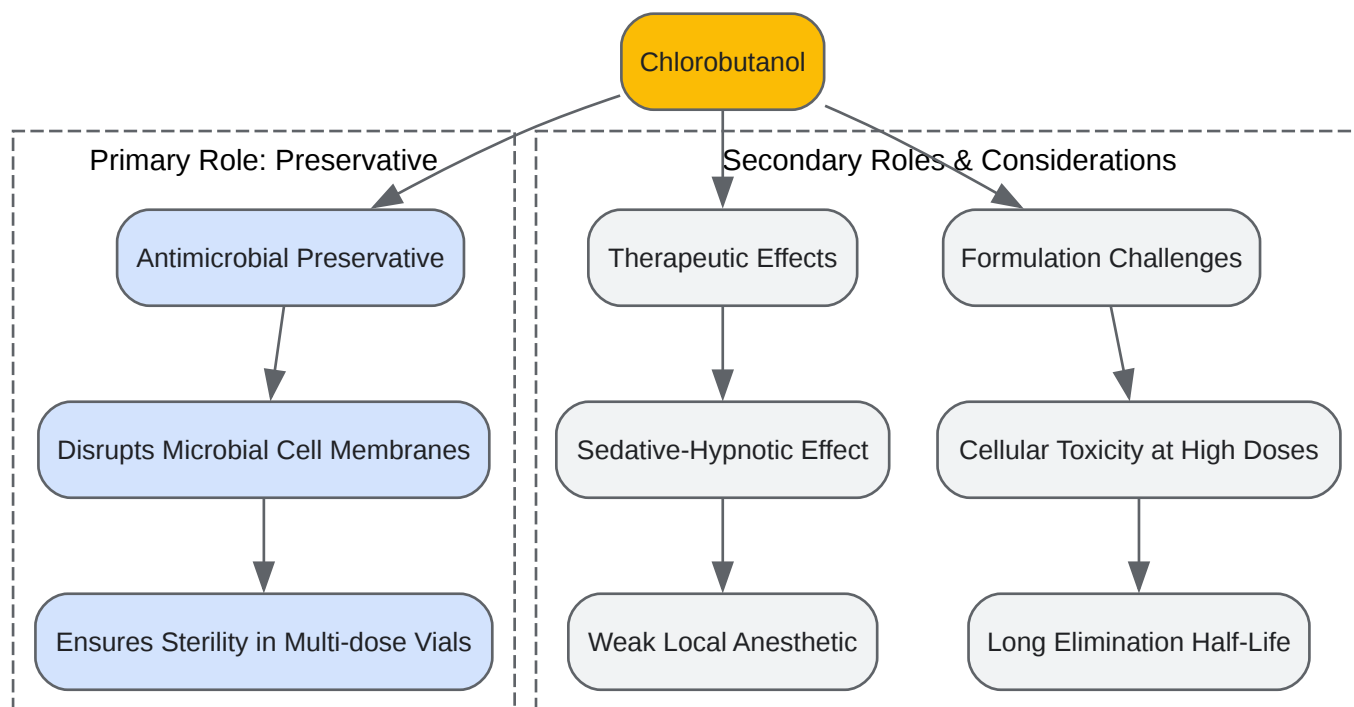 Chlorobutanol
Primary Role: Preservative
Secondary Roles & Considerations
Antimicrobial Preservative
Therapeutic Effects
Formulation Challenges
Disrupts Microbial Cell Membranes
Sedative-Hypnotic Effect
Cellular Toxicity at High Doses
Ensures Sterility in Multi-dose Vials
Weak Local Anesthetic
Long Elimination Half-Life